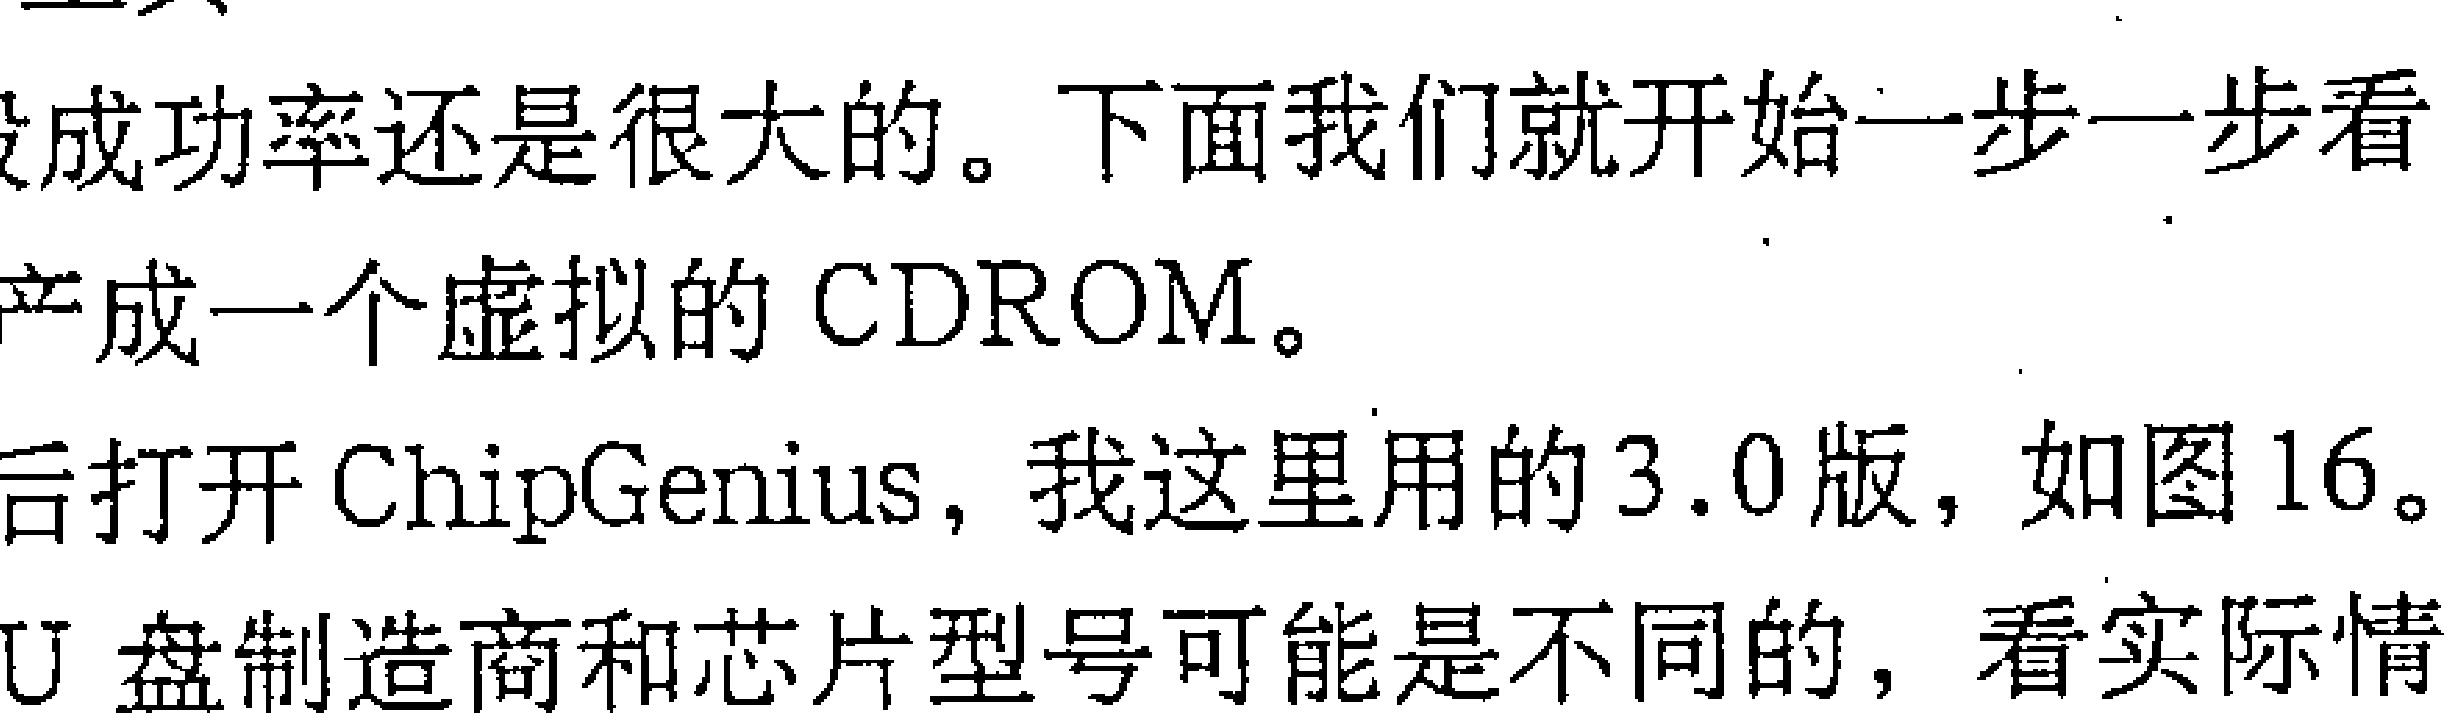 成功率还是很大的。下面我们就开始一步一步看
产成一个虚拟的 CDROM。
后打开 ChipGenius，我这里用的3.0版，如图16。
U 盘制造商和芯片型号可能是不同的，看实际情